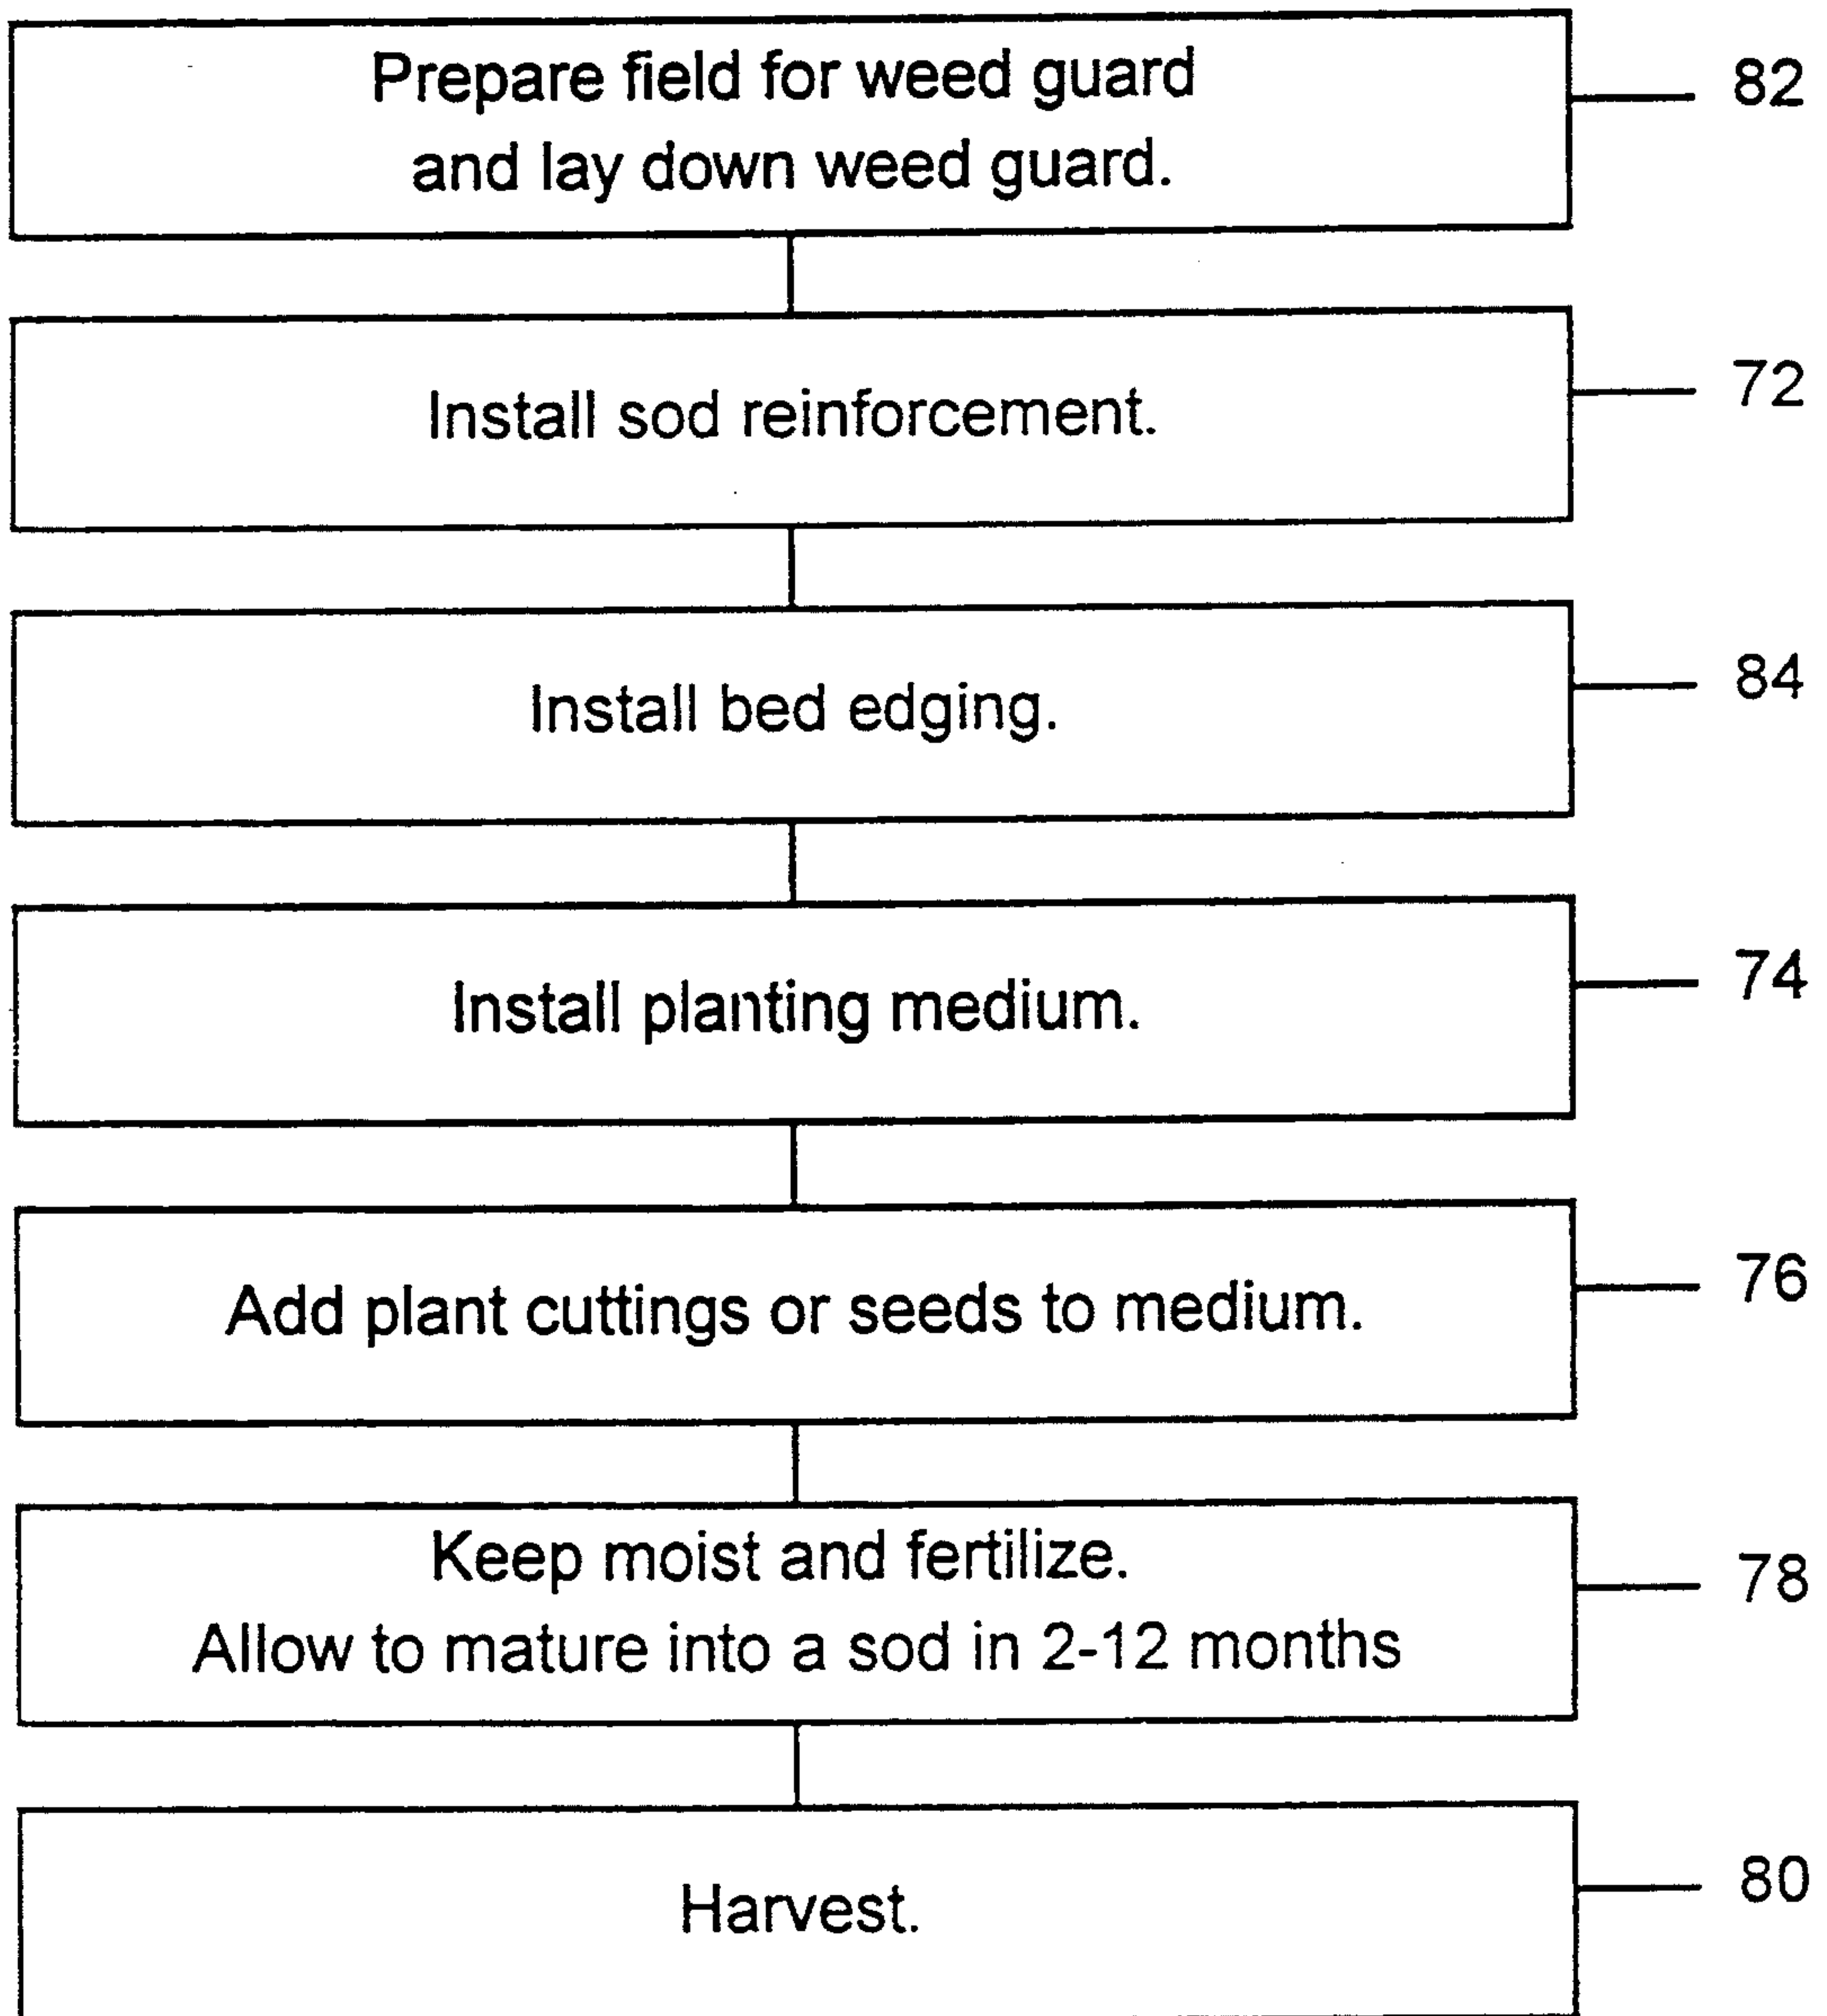 Prepare field for weed guard
and lay down weed guard.
82
Install sod reinforcement.
72
Install bed edging.
84
Install planting medium.
74
Add plant cuttings or seeds to medium.
76
Keep moist and fertilize.
Allow to mature into a sod in 2-12 months
78
Harvest.
80